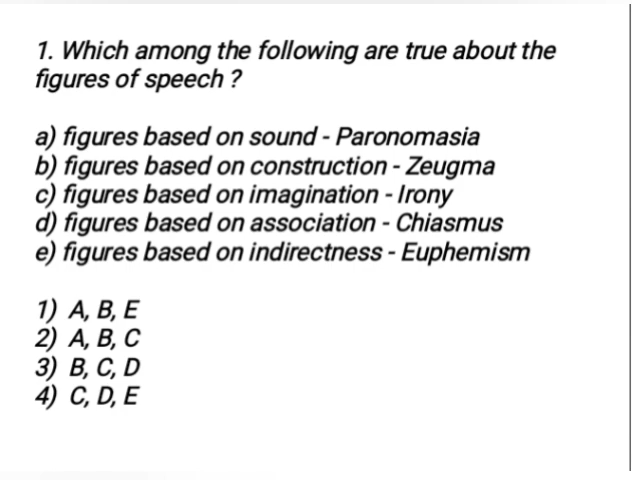 1. Which among the following are true about the
figures of speech ?
a) figures based on sound - Paronomasia
b) figures based on construction - Zeugma
c) figures based on imagination - Irony
d) figures based on association - Chiasmus
e) figures based on indirectness - Euphemism
1) A, B, E
2) A, B, C
3) B, C, D
4) C, D, E